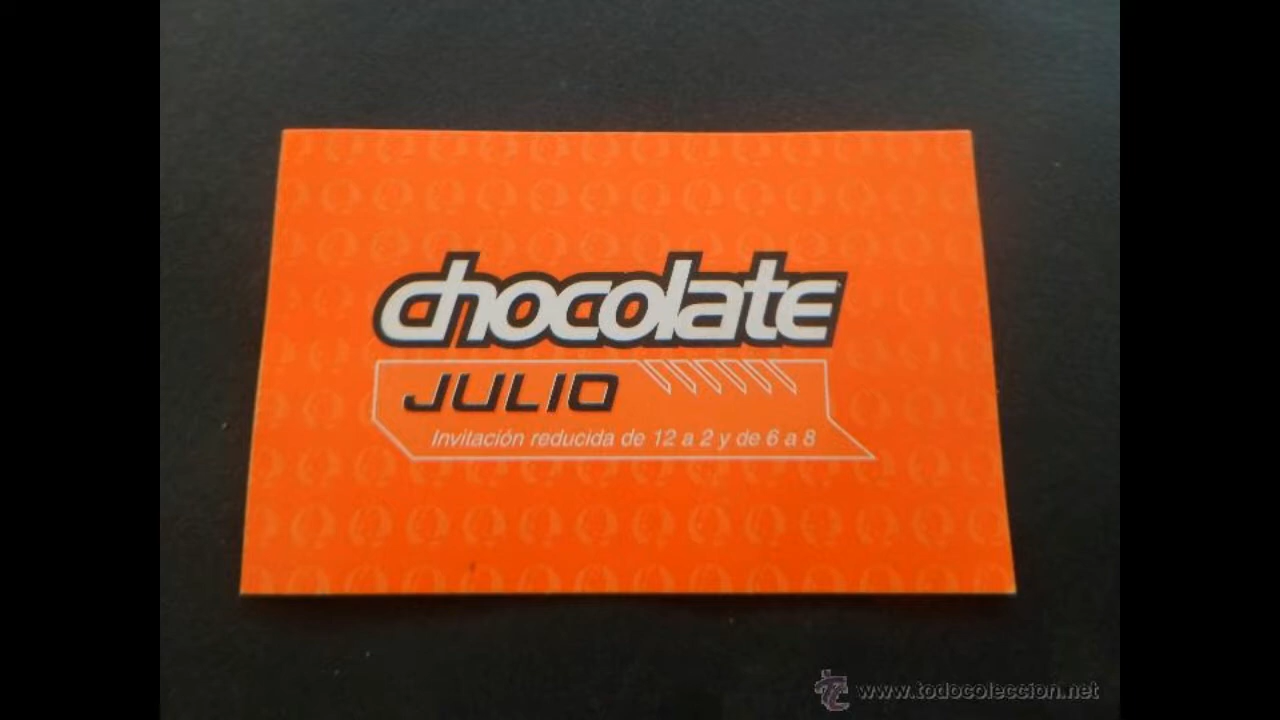 chocolate
JULIO
Invitación reducida de 12 a 2 y de 6 a 8
www.todocoleccion.net